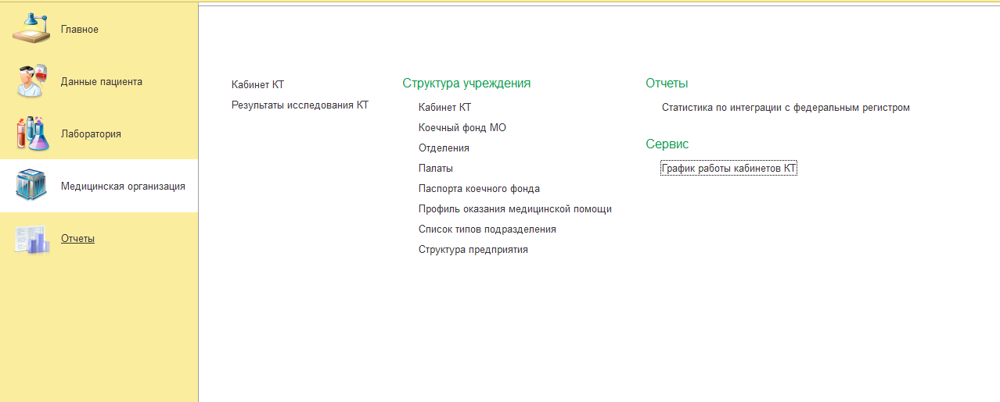 Главное
Данные пациента
Лаборатория
Медицинская организация
Отчеты
Кабинет КТ
Результаты исследования КТ
Структура учреждения
Кабинет КТ
Коечный фонд МО
Отделения
Палаты
Паспорта коечного фонда
Профиль оказания медицинской помощи
Список типов подразделения
Структура предприятия
Отчеты
Статистика по интеграции с федеральным регистром
Сервис
График работы кабинетов КТ